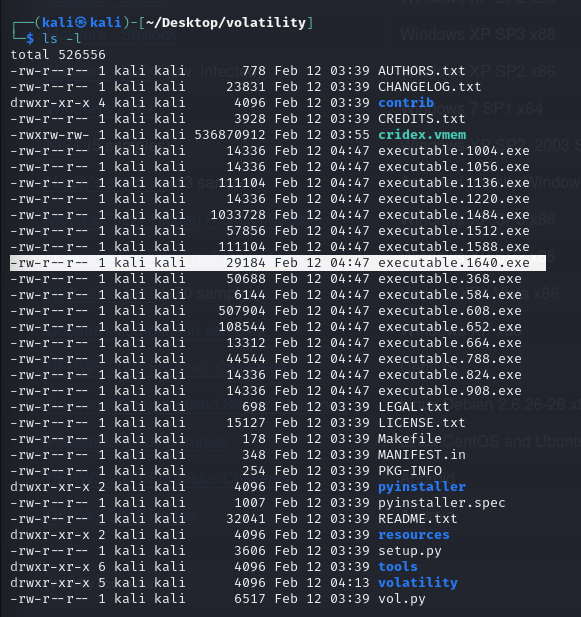 ┌──(kali㉿kali)-[~/Desktop/volatility]
└─$ ls -l
total 526556
-rw-r--r-- 1 kali kali       778 Feb 12 03:39 AUTHORS.txt
-rw-r--r-- 1 kali kali     23831 Feb 12 03:39 CHANGELOG.txt
drwxr-xr-x 4 kali kali      4096 Feb 12 03:39 contrib
-rw-r--r-- 1 kali kali      3928 Feb 12 03:39 CREDITS.txt
-rwxrw-rw- 1 kali kali 536870912 Feb 12 03:55 cridex.vmem
-rw-r--r-- 1 kali kali     14336 Feb 12 04:47 executable.1004.exe
-rw-r--r-- 1 kali kali     14336 Feb 12 04:47 executable.1056.exe
-rw-r--r-- 1 kali kali    111104 Feb 12 04:47 executable.1136.exe
-rw-r--r-- 1 kali kali     14336 Feb 12 04:47 executable.1220.exe
-rw-r--r-- 1 kali kali   1033728 Feb 12 04:47 executable.1484.exe
-rw-r--r-- 1 kali kali     57856 Feb 12 04:47 executable.1512.exe
-rw-r--r-- 1 kali kali    111104 Feb 12 04:47 executable.1588.exe
-rw-r--r-- 1 kali kali     29184 Feb 12 04:47 executable.1640.exe
-rw-r--r-- 1 kali kali     50688 Feb 12 04:47 executable.368.exe
-rw-r--r-- 1 kali kali      6144 Feb 12 04:47 executable.584.exe
-rw-r--r-- 1 kali kali    507904 Feb 12 04:47 executable.608.exe
-rw-r--r-- 1 kali kali    108544 Feb 12 04:47 executable.652.exe
-rw-r--r-- 1 kali kali     13312 Feb 12 04:47 executable.664.exe
-rw-r--r-- 1 kali kali     44544 Feb 12 04:47 executable.788.exe
-rw-r--r-- 1 kali kali     14336 Feb 12 04:47 executable.824.exe
-rw-r--r-- 1 kali kali     14336 Feb 12 04:47 executable.908.exe
-rw-r--r-- 1 kali kali       698 Feb 12 03:39 LEGAL.txt
-rw-r--r-- 1 kali kali     15127 Feb 12 03:39 LICENSE.txt
-rw-r--r-- 1 kali kali       178 Feb 12 03:39 Makefile
-rw-r--r-- 1 kali kali       348 Feb 12 03:39 MANIFEST.in
-rw-r--r-- 1 kali kali       254 Feb 12 03:39 PKG-INFO
drwxr-xr-x 2 kali kali      4096 Feb 12 03:39 pyinstaller
-rw-r--r-- 1 kali kali      1007 Feb 12 03:39 pyinstaller.spec
-rw-r--r-- 1 kali kali     32041 Feb 12 03:39 README.txt
drwxr-xr-x 2 kali kali      4096 Feb 12 03:39 resources
-rw-r--r-- 1 kali kali      3606 Feb 12 03:39 setup.py
drwxr-xr-x 6 kali kali      4096 Feb 12 03:39 tools
drwxr-xr-x 5 kali kali      4096 Feb 12 04:13 volatility
-rw-r--r-- 1 kali kali      6517 Feb 12 03:39 vol.py